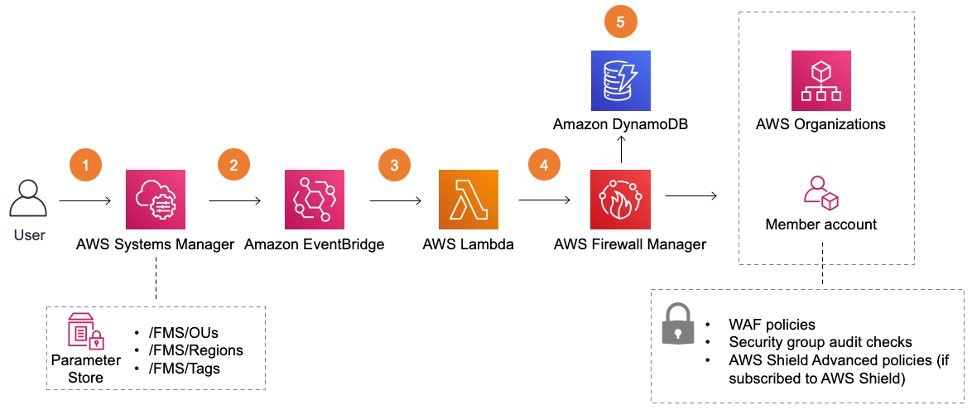 5
Amazon DynamoDB
AWS Organizations
1
2
3
4
User
AWS Systems Manager
Amazon EventBridge
AWS Lambda
AWS Firewall Manager
Member account
Parameter
Store
• /FMS/OUs
• /FMS/Regions
• /FMS/Tags
• WAF policies
• Security group audit checks
• AWS Shield Advanced policies (if
subscribed to AWS Shield)